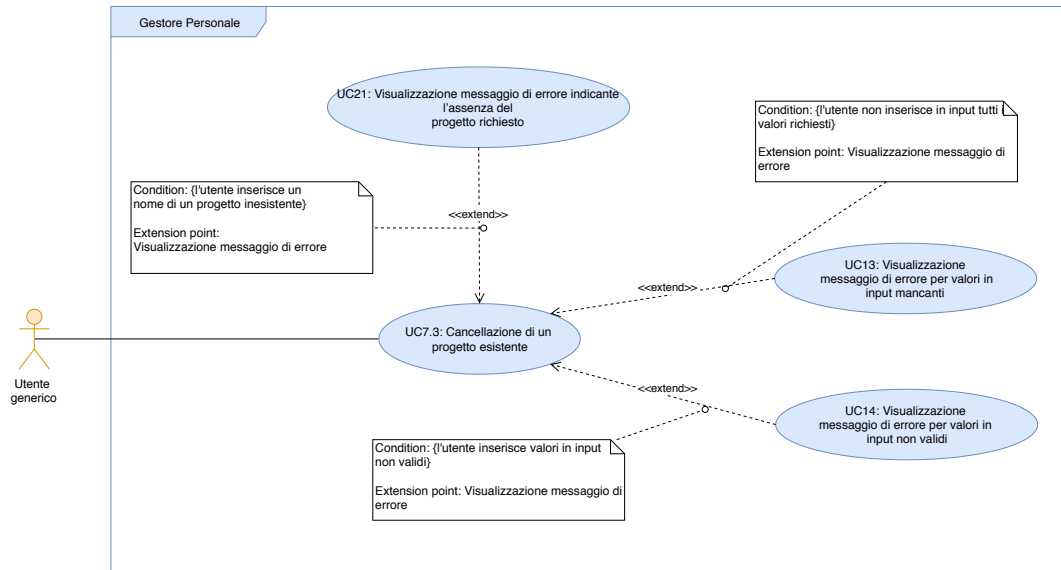 Gestore Personale
UC21: Visualizzazione messaggio di errore indicante
l'assenza del
progetto richiesto
Condition: {l'utente non inserisce in input tutti i
valori richiesti}
Extension point: Visualizzazione messaggio di
errore
Condition: {l'utente inserisce un
nome di un progetto inesistente}
Extension point:
Visualizzazione messaggio di errore
<<extend>>
UC13: Visualizzazione
messaggio di errore per valori in
input mancanti
<<extend>>
UC7.3: Cancellazione di un
progetto esistente
Utente
generico
<<extend>>
UC14: Visualizzazione
messaggio di errore per valori in
input non validi
Condition: {l'utente inserisce valori in input
non validi}
Extension point: Visualizzazione messaggio di
errore